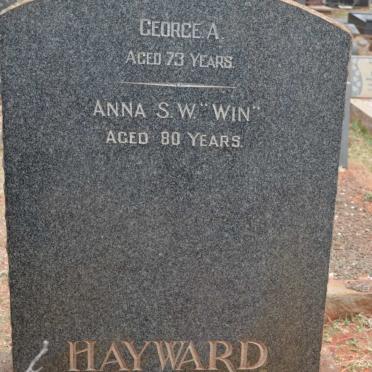 GEORGE A.
AGED 73 YEARS.
ANNA S.W. "WIN"
AGED 80 YEARS.
HAYWARD